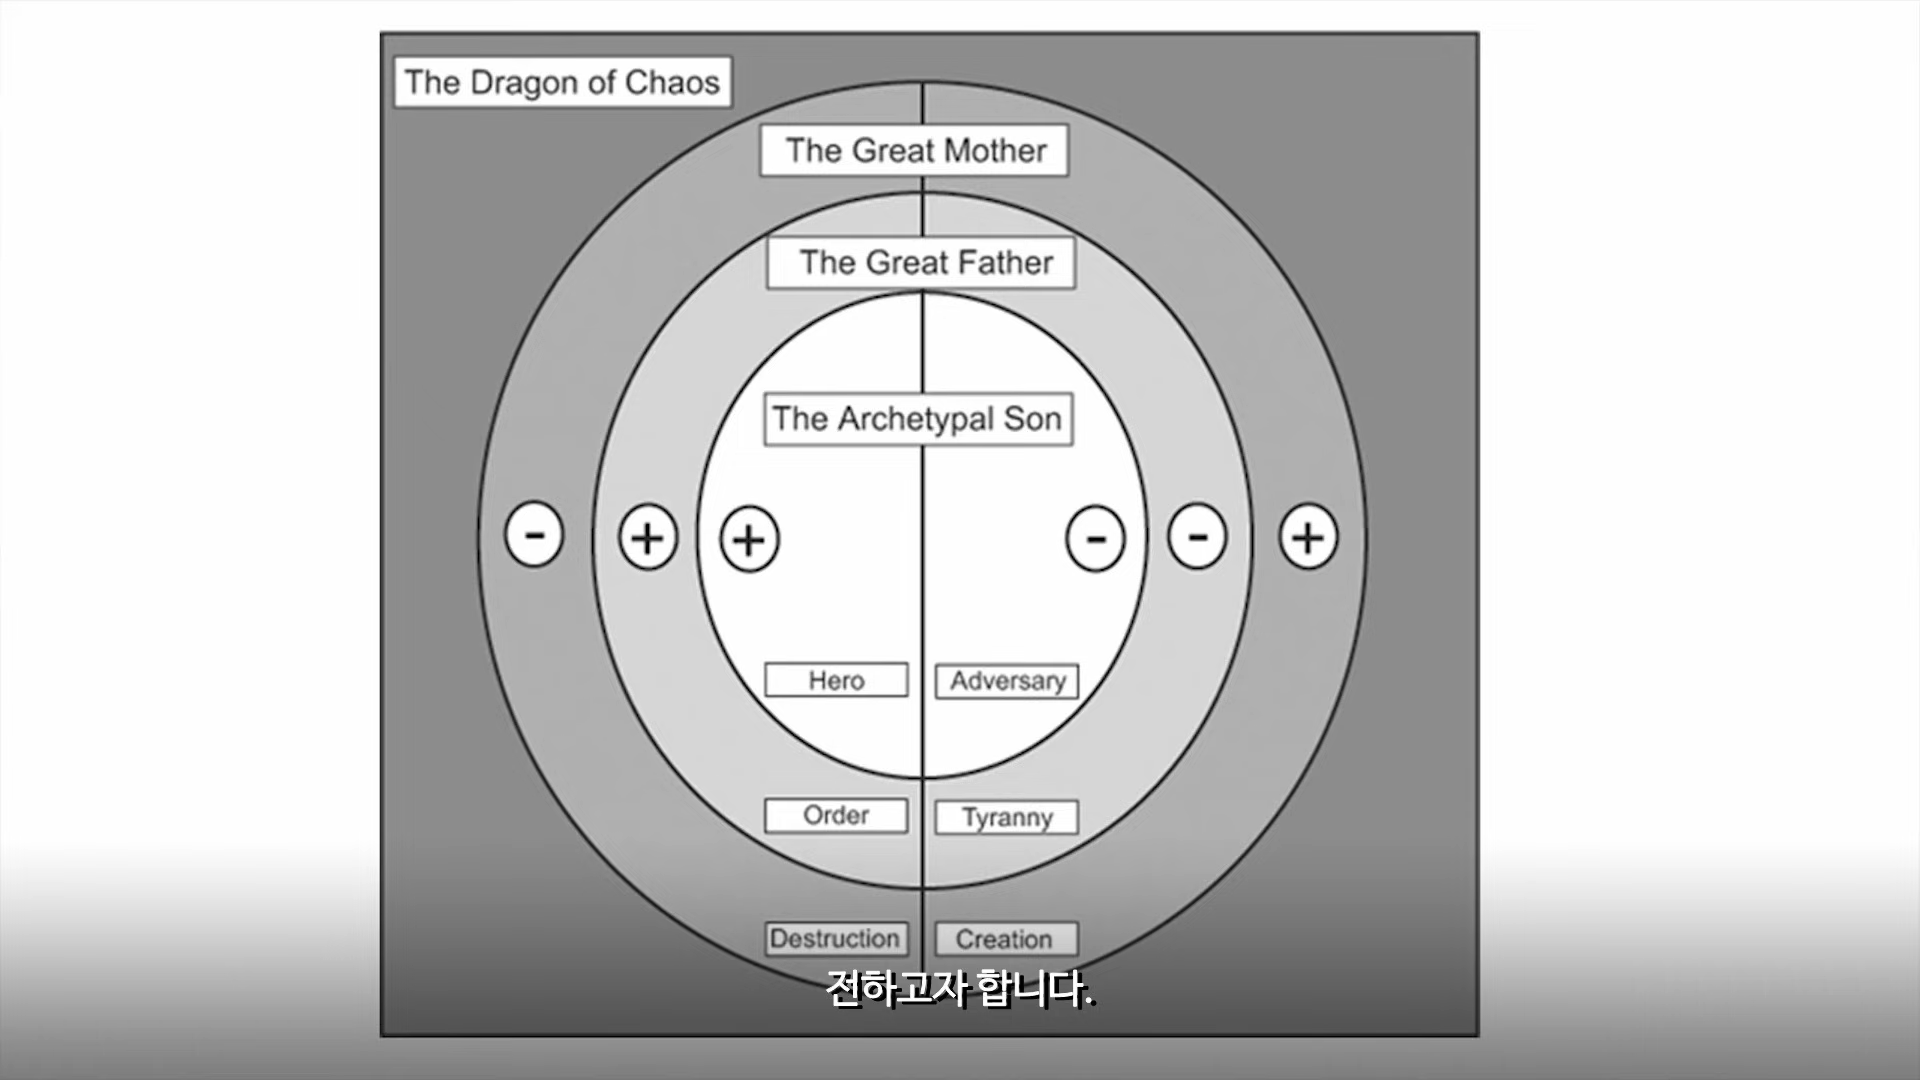 The Dragon of Chaos
The Great Mother
The Great Father
The Archetypal Son
-
+
+
-
-
+
Hero
Adversary
Order
Tyranny
Destruction
Creation
전하고자 합니다.